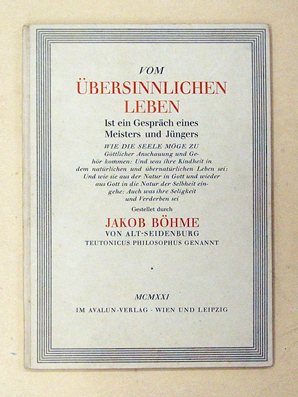 VOM
ÜBERSINNLICHEN
LEBEN
Ist ein Gespräch eines
Meisters und Jüngers
WIE DIE SEELE MÖGE ZU
Göttlicher Anschauung und Ge-
hör kommen: Und was ihre Kindheit in
dem natürlichen und übernatürlichen Leben sei:
Und wie sie aus der Natur in Gott und wieder
aus Gott in die Natur der Selbheit ein-
gehe: Auch was ihre Seligkeit
und Verderben sei
Gestellet durch
JAKOB BÖHME
VON ALT-SEIDENBURG
TEUTONICUS PHILOSOPHUS GENANNT
MCMXXI
IM AVALUN-VERLAG · WIEN UND LEIPZIG